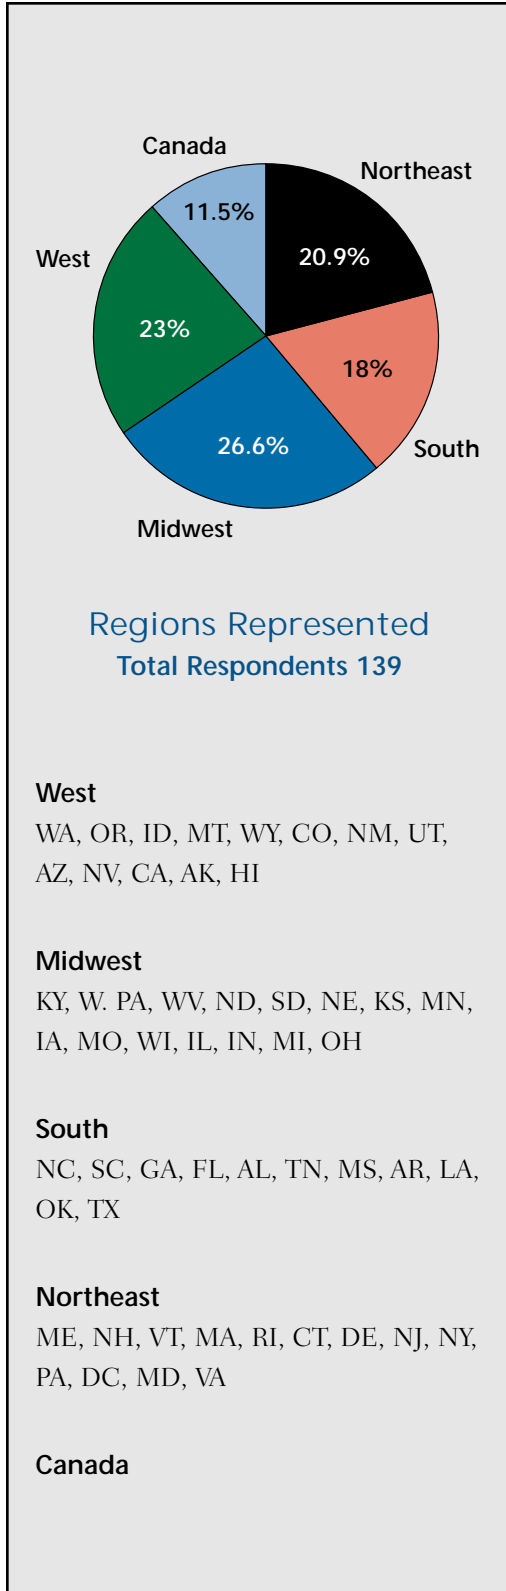 Canada
Northeast
11.5%
20.9%
West
23%
18%
26.6%
South
Midwest
Regions Represented
Total Respondents 139
West
WA, OR, ID, MT, WY, CO, NM, UT,
AZ, NV, CA, AK, HI
Midwest
KY, W. PA, WV, ND, SD, NE, KS, MN,
IA, MO, WI, IL, IN, MI, OH
South
NC, SC, GA, FL, AL, TN, MS, AR, LA,
OK, TX
Northeast
ME, NH, VT, MA, RI, CT, DE, NJ, NY,
PA, DC, MD, VA
Canada